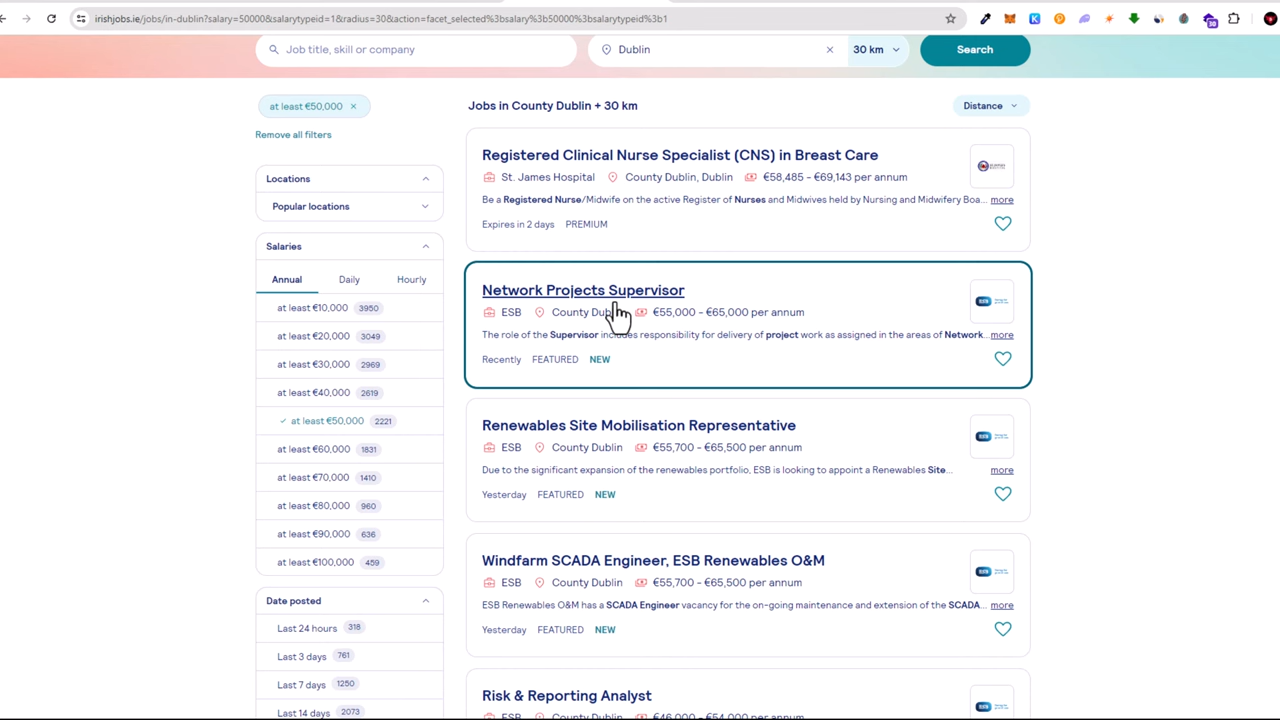 irishjobs.ie/jobs/in-dublin?salary=50000&salarytypeid=1&radius=30&action=facet_selected%3bsalary%3b50000%3bsalarytypeid%3b1
30
Job title, skill or company
Dublin
30 km
Search
at least €50,000
Remove all filters
Jobs in County Dublin + 30 km
Distance
Locations
Popular locations
Salaries
Annual Daily Hourly
at least €10,000 3950
at least €20,000 3049
at least €30,000 2969
at least €40,000 2619
at least €50,000 2221
at least €60,000 1831
at least €70,000 1410
at least €80,000 960
at least €90,000 636
at least €100,000 459
Date posted
Last 24 hours 318
Last 3 days 761
Last 7 days 1250
Last 14 days 2073
Registered Clinical Nurse Specialist (CNS) in Breast Care
St. James Hospital County Dublin, Dublin €58,485 - €69,143 per annum
Be a Registered Nurse/Midwife on the active Register of Nurses and Midwives held by Nursing and Midwifery Boa... more
Expires in 2 days PREMIUM
Network Projects Supervisor
ESB County €55,000 - €65,000 per annum
The role of the Supervisor includes responsibility for delivery of project work as assigned in the areas of Network... more
Recently FEATURED NEW
Renewables Site Mobilisation Representative
ESB County Dublin €55,700 - €65,500 per annum
Due to the significant expansion of the renewables portfolio, ESB is looking to appoint a Renewables Site... more
Yesterday FEATURED NEW
Windfarm SCADA Engineer, ESB Renewables O&M
ESB County Dublin €55,700 - €65,500 per annum
ESB Renewables O&M has a SCADA Engineer vacancy for the on-going maintenance and extension of the SCADA... more
Yesterday FEATURED NEW
Risk & Reporting Analyst
ESB County Dublin €46,000 - €54,000 per annum